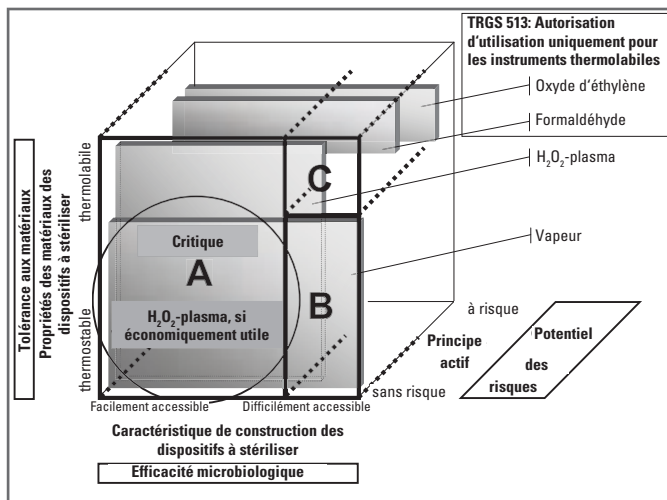 TRGS 513: Autorisation
d'utilisation uniquement pour
les instruments thermolabiles
Oxyde d'éthylène
Formaldéhyde
H₂O₂-plasma
Vapeur
Tolérance aux matériaux
Propriétés des matériaux des
dispositifs à stériliser
thermolabile
thermostable
C
Critique
A
H₂O₂-plasma, si
économiquement utile
B
à risque
Principe
actif
sans risque
Potentiel
des
risques
Facilement accessible
Difficilément accessible
Caractéristique de construction des
dispositifs à stériliser
Efficacité microbiologique